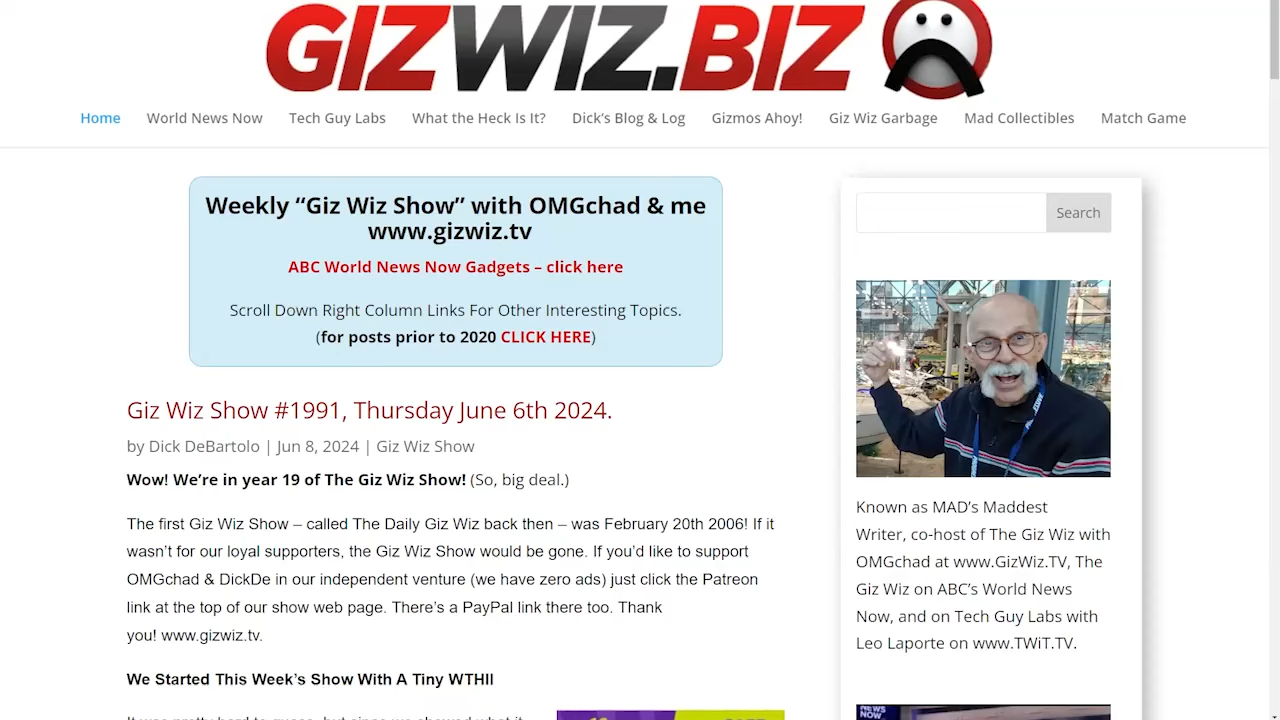 GIZWIZ.BIZ
Home World News Now Tech Guy Labs What the Heck Is It? Dick's Blog & Log Gizmos Ahoy! Giz Wiz Garbage Mad Collectibles Match Game
Weekly “Giz Wiz Show” with OMGchad & me
www.gizwiz.tv
ABC World News Now Gadgets – click here
Scroll Down Right Column Links For Other Interesting Topics.
(for posts prior to 2020 CLICK HERE)
Giz Wiz Show #1991, Thursday June 6th 2024.
by Dick DeBartolo | Jun 8, 2024 | Giz Wiz Show
Wow! We’re in year 19 of The Giz Wiz Show! (So, big deal.)
The first Giz Wiz Show – called The Daily Giz Wiz back then – was February 20th 2006! If it
wasn’t for our loyal supporters, the Giz Wiz Show would be gone. If you’d like to support
OMGchad & DickDe in our independent venture (we have zero ads) just click the Patreon
link at the top of our show web page. There’s a PayPal link there too. Thank
you! www.gizwiz.tv.
We Started This Week’s Show With A Tiny WTHII
Search
Known as MAD’s Maddest
Writer, co-host of The Giz Wiz with
OMGchad at www.GizWiz.TV, The
Giz Wiz on ABC’s World News
Now, and on Tech Guy Labs with
Leo Laporte on www.TWiT.TV.
NEWS
NOW